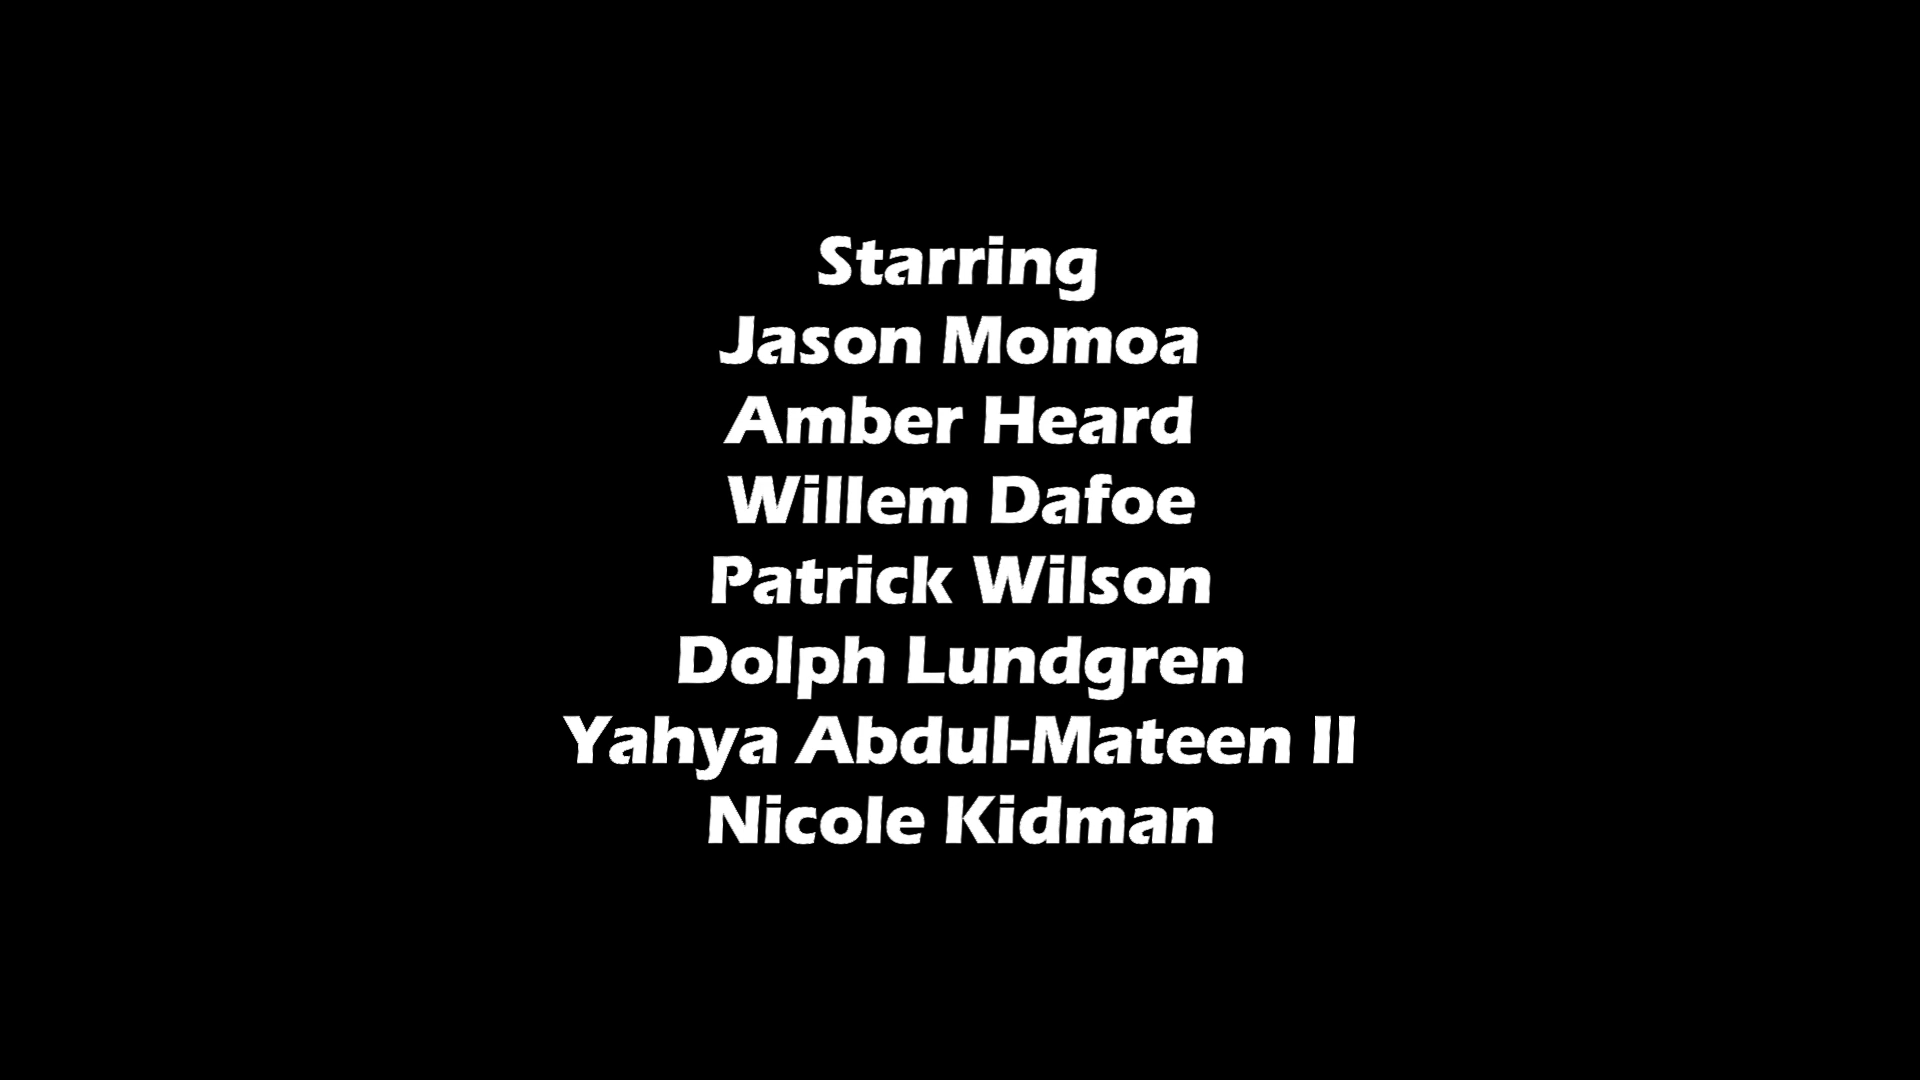 Starring
Jason Momoa
Amber Heard
Willem Dafoe
Patrick Wilson
Dolph Lundgren
Yahya Abdul-Mateen II
Nicole Kidman